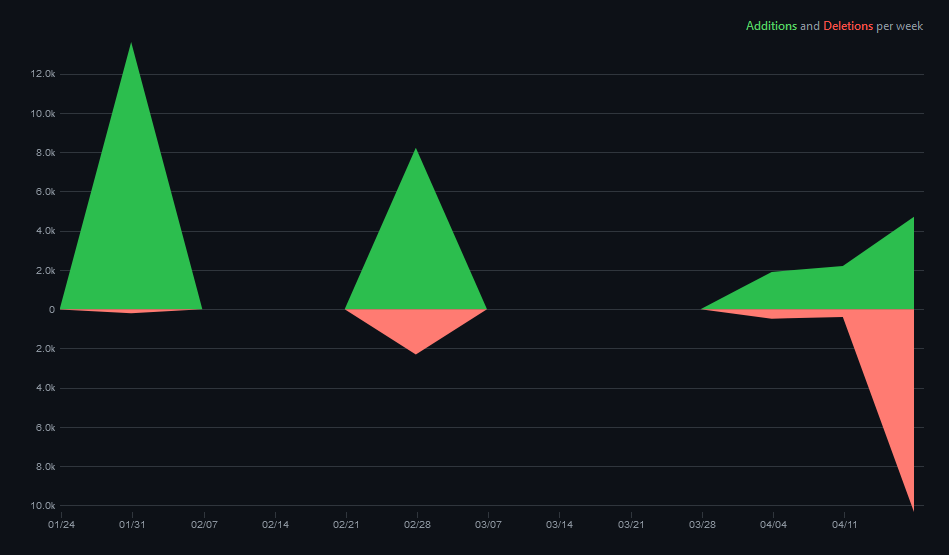 Additions and Deletions per week
12.0k
10.0k
8.0k
6.0k
4.0k
2.0k
0
2.0k
4.0k
6.0k
8.0k
10.0k
01/24 01/31 02/07 02/14 02/21 02/28 03/07 03/14 03/21 03/28 04/04 04/11